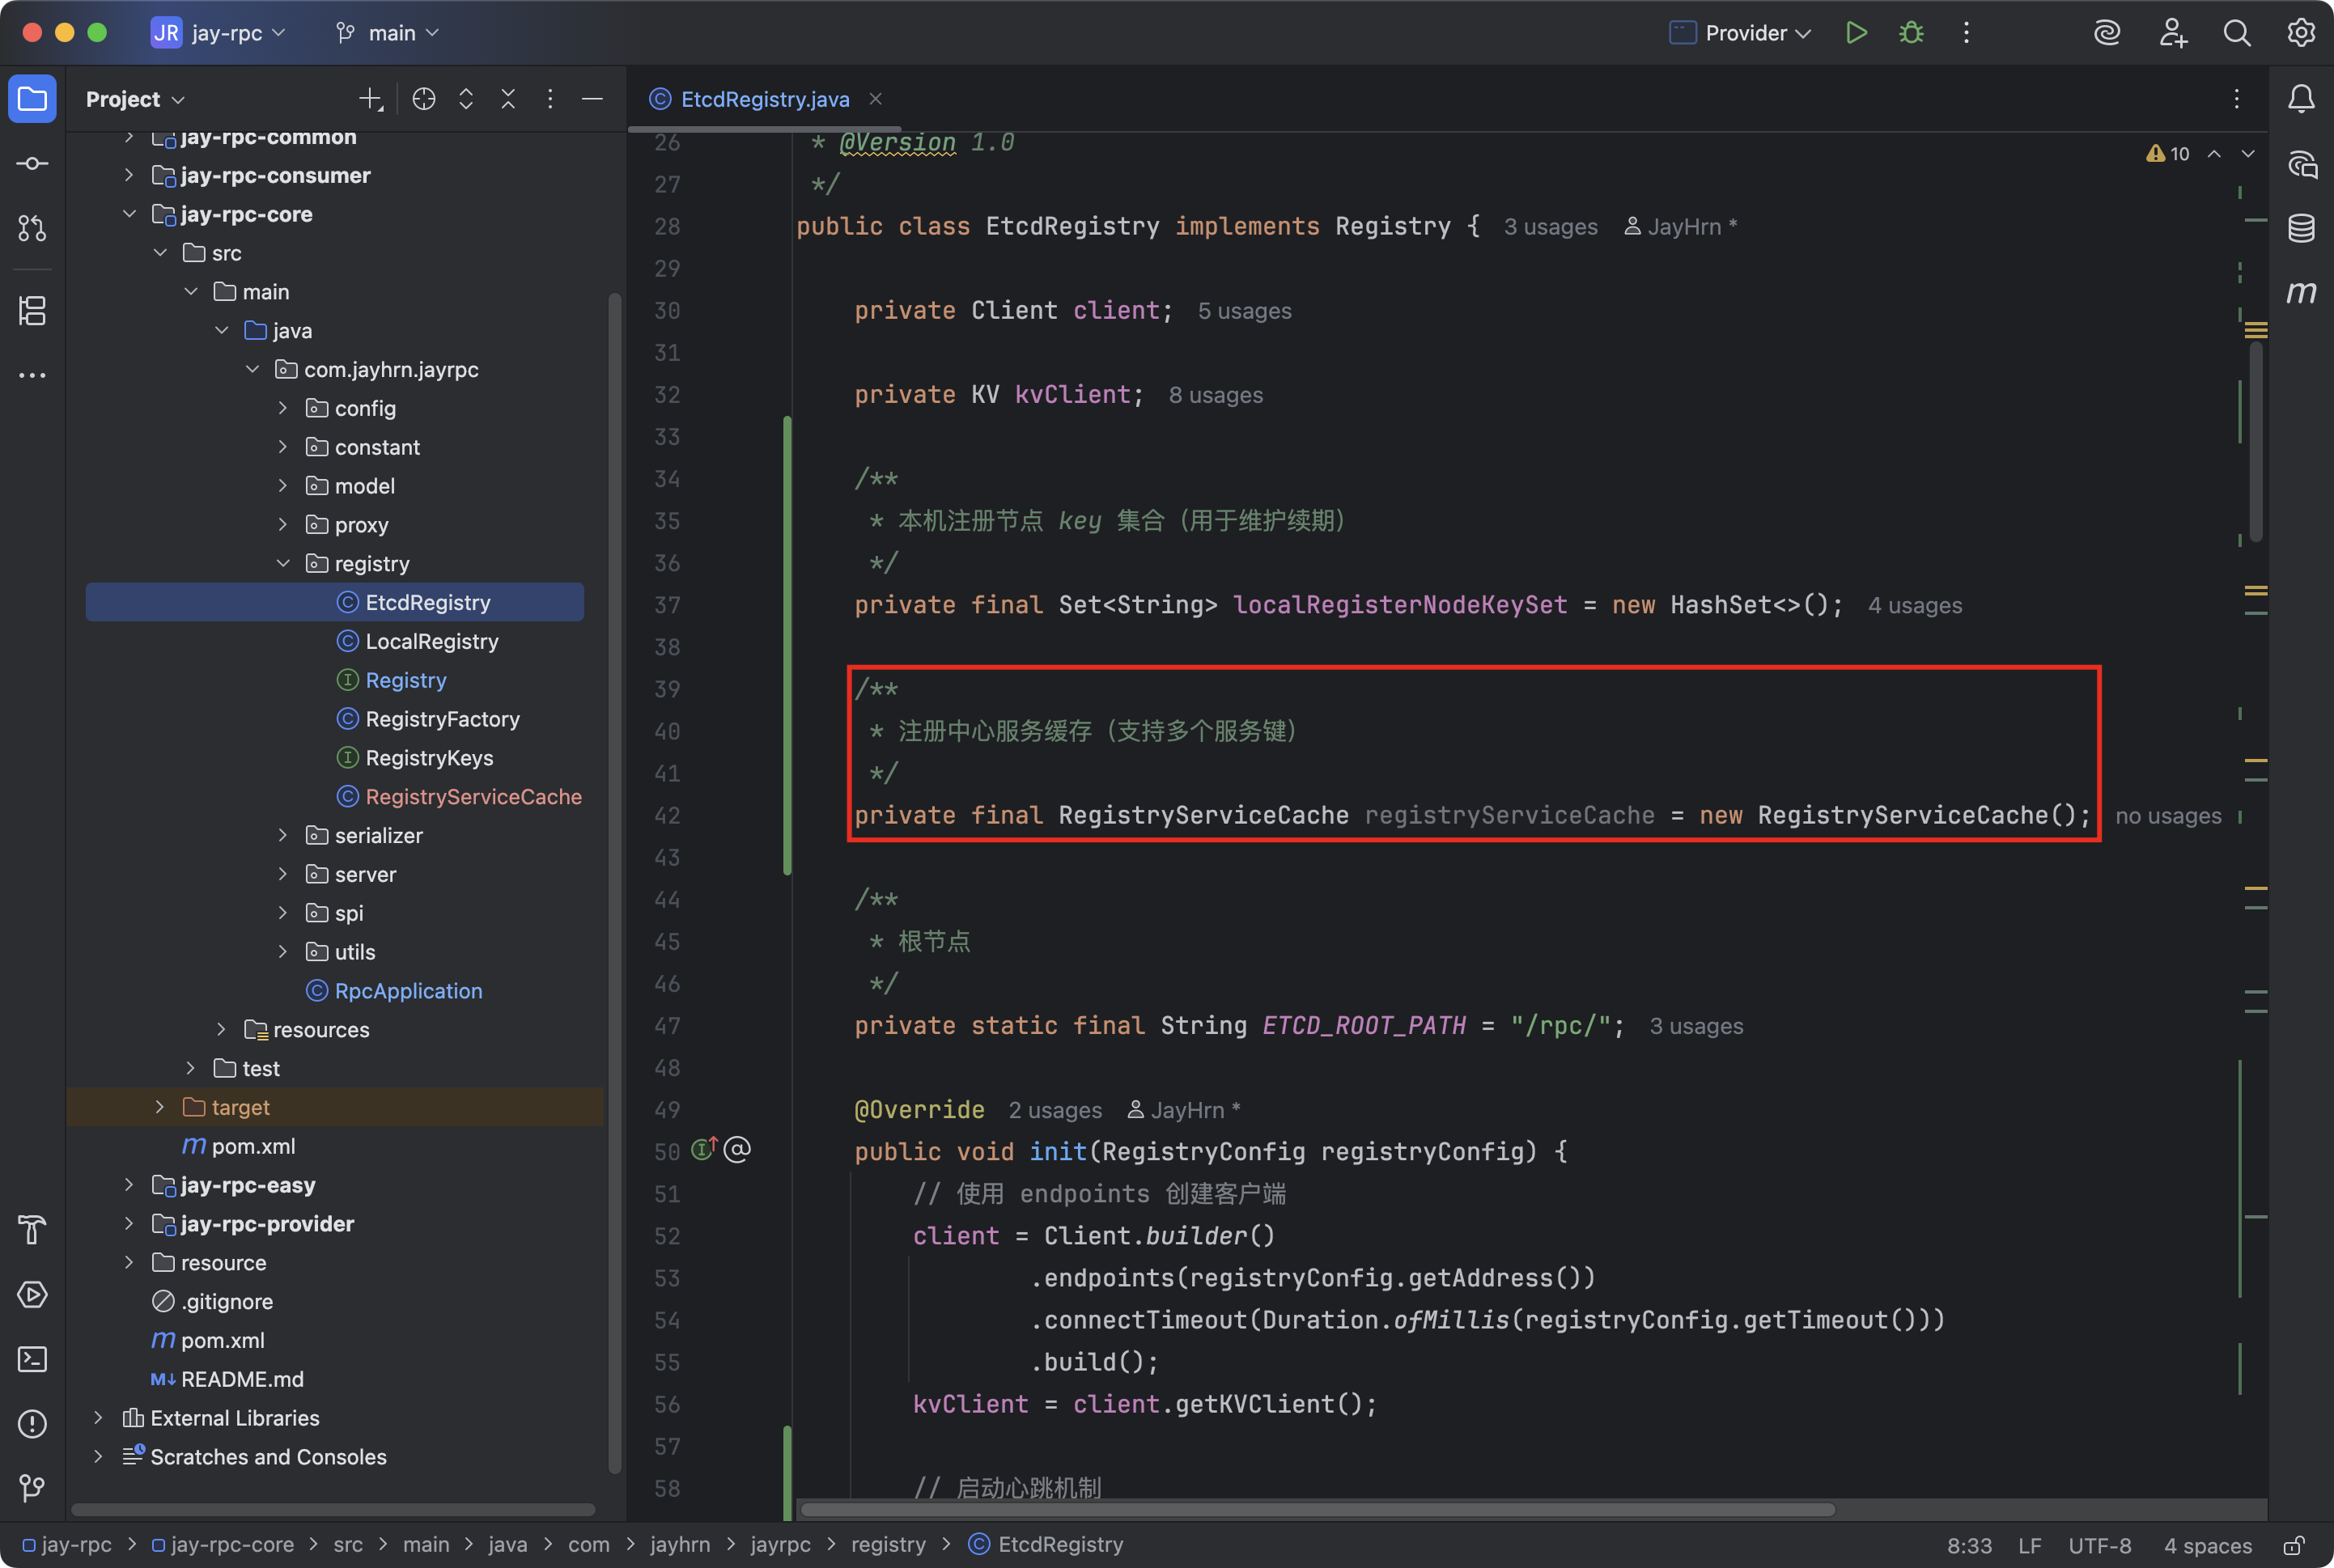 JR jay-rpc main Provider
Project
EtcdRegistry.java
jay-rpc-common
jay-rpc-consumer
jay-rpc-core
src
main
java
com.jayhrn.jayrpc
config
constant
model
proxy
registry
EtcdRegistry
LocalRegistry
Registry
RegistryFactory
RegistryKeys
RegistryServiceCache
serializer
server
spi
utils
RpcApplication
resources
test
target
pom.xml
jay-rpc-easy
jay-rpc-provider
resource
.gitignore
pom.xml
README.md
External Libraries
Scratches and Consoles
10
26 * @Version 1.0
27 */
28 public class EtcdRegistry implements Registry { 3 usages JayHrn *
29
30 private Client client; 5 usages
31
32 private KV kvClient; 8 usages
33
34 /**
35 * 本机注册节点 key 集合（用于维护续期）
36 */
37 private final Set<String> localRegisterNodeKeySet = new HashSet<>(); 4 usages
38
39 /**
40 * 注册中心服务缓存（支持多个服务键）
41 */
42 private final RegistryServiceCache registryServiceCache = new RegistryServiceCache(); no usages
43
44 /**
45 * 根节点
46 */
47 private static final String ETCD_ROOT_PATH = "/rpc/"; 3 usages
48
49 @Override 2 usages JayHrn *
50 public void init(RegistryConfig registryConfig) {
51 // 使用 endpoints 创建客户端
52 client = Client.builder()
53 .endpoints(registryConfig.getAddress())
54 .connectTimeout(Duration.ofMillis(registryConfig.getTimeout()))
55 .build();
56 kvClient = client.getKVClient();
57
58 // 启动心跳机制
jay-rpc > jay-rpc-core > src > main > java > com > jayhrn > jayrpc > registry > EtcdRegistry
8:33 LF UTF-8 4 spaces